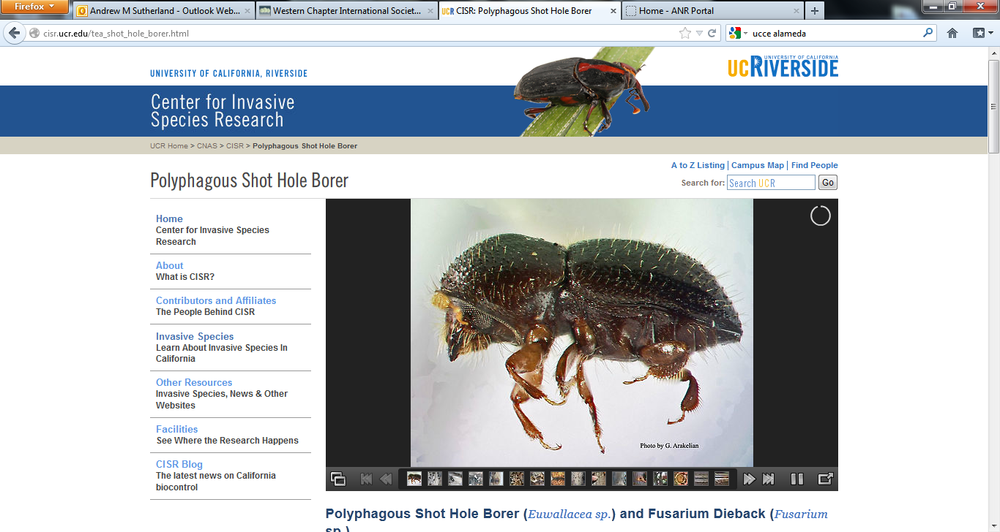 Firefox
Andrew M Sutherland - Outlook Web...
Western Chapter International Societ...
UCR CISR: Polyphagous Shot Hole Borer
Home - ANR Portal
cisr.ucr.edu/tea_shot_hole_borer.html
ucce alameda
UNIVERSITY OF CALIFORNIA, RIVERSIDE
UNIVERSITY OF CALIFORNIA
UCRIVERSIDE
Center for Invasive
Species Research
UCR Home > CNAS > CISR > Polyphagous Shot Hole Borer
A to Z Listing | Campus Map | Find People
Polyphagous Shot Hole Borer
Search for: Search UCR Go
Home
Center for Invasive Species
Research
About
What is CISR?
Contributors and Affiliates
The People Behind CISR
Invasive Species
Learn About Invasive Species In
California
Other Resources
Invasive Species, News & Other
Websites
Facilities
See Where the Research Happens
CISR Blog
The latest news on California
biocontrol
Photo by G. Arakelian
Polyphagous Shot Hole Borer (Euwallacea sp.) and Fusarium Dieback (Fusarium
sp.)